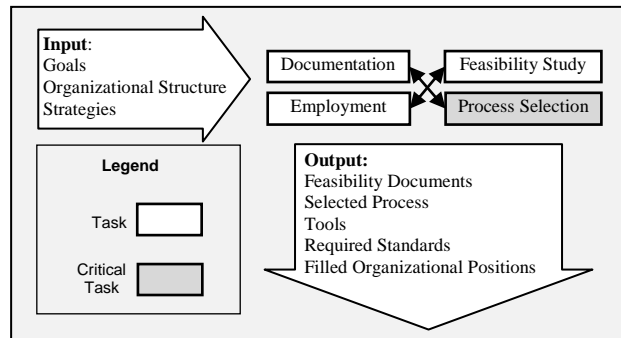 Input:
Goals
Organizational Structure
Strategies
Documentation
Feasibility Study
Employment
Process Selection
Legend
Task
Critical
Task
Output:
Feasibility Documents
Selected Process
Tools
Required Standards
Filled Organizational Positions